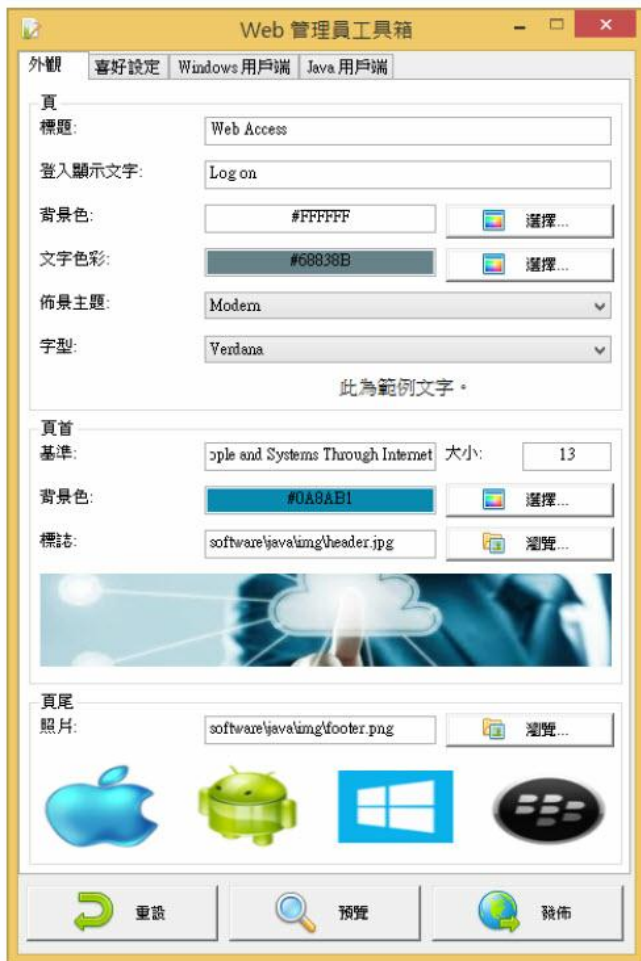 Web 管理員工具箱
外觀 喜好設定 Windows 用戶端 Java 用戶端
頁
標題: Web Access
登入顯示文字: Log on
背景色: #FFFFFF 選擇...
文字色彩: #68838B 選擇...
佈景主題: Modern
字型: Verdana
此為範例文字。
頁首
基準: ople and Systems Through Internet 大小: 13
背景色: #0A8AB1 選擇...
標誌: software\java\img\header.jpg 瀏覽...
頁尾
照片: software\java\img\footer.png 瀏覽...
重設 預覽 發佈